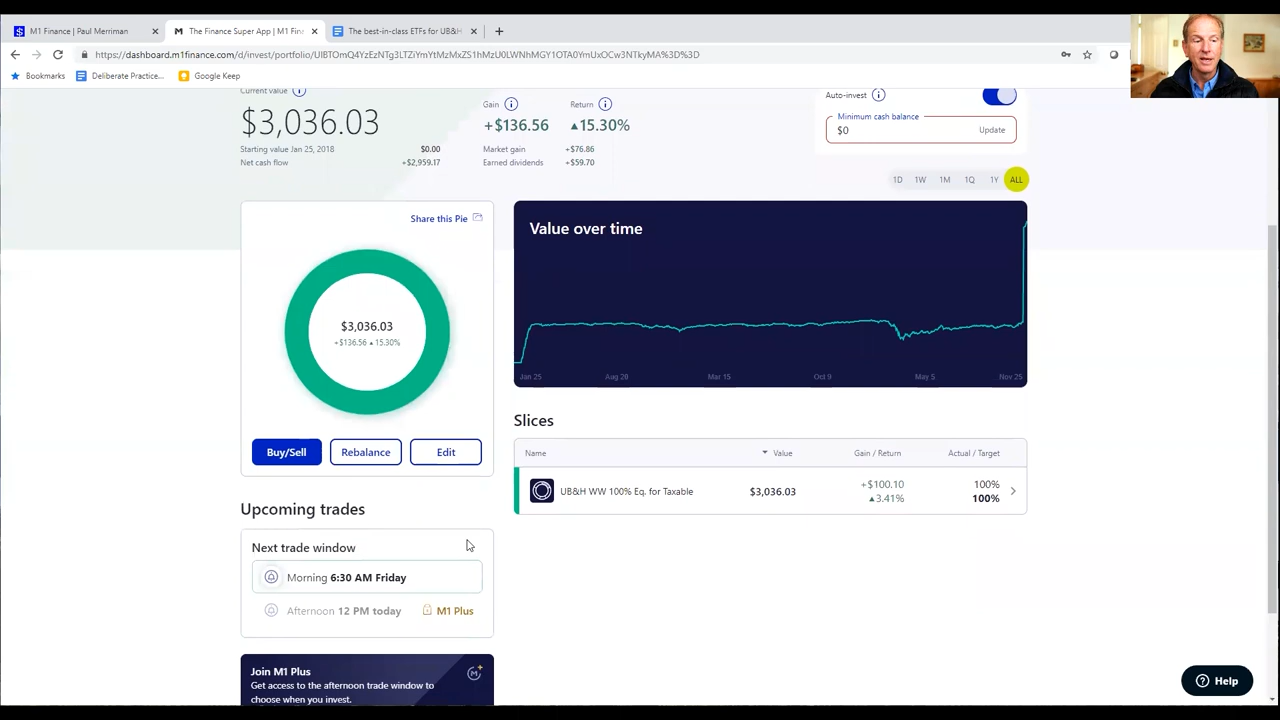 M1 Finance | Paul Merriman
The Finance Super App | M1 Fin
The best-in-class ETFs for UB&H
dashboard.m1finance.com/d/invest/portfolio/UlBTOmQ4YzEzNTg3LTZiYmYtMzMxZS1hMzU0LWNhMGY1OTA0YmUxOCw3NTkyMA%3D%3D
Bookmarks
Deliberate Practice...
Google Keep
Current value
$3,036.03
Starting value Jan 25, 2018 $0.00
Net cash flow +$2,959.17
Gain
+$136.56
Return
▲15.30%
Market gain +$76.86
Earned dividends +$59.70
Auto-invest
Minimum cash balance
$0 Update
1D 1W 1M 1Q 1Y ALL
Share this Pie
$3,036.03
+$136.56 ▲ 15.30%
Buy/Sell Rebalance Edit
Value over time
Jan 25 Aug 20 Mar 15 Oct 9 May 5 Nov 25
Slices
Name Value Gain / Return Actual / Target
UB&H WW 100% Eq. for Taxable $3,036.03 +$100.10 100%
▲3.41% 100%
Upcoming trades
Next trade window
Morning 6:30 AM Friday
Afternoon 12 PM today M1 Plus
Join M1 Plus
Get access to the afternoon trade window to
choose when you invest.
Help